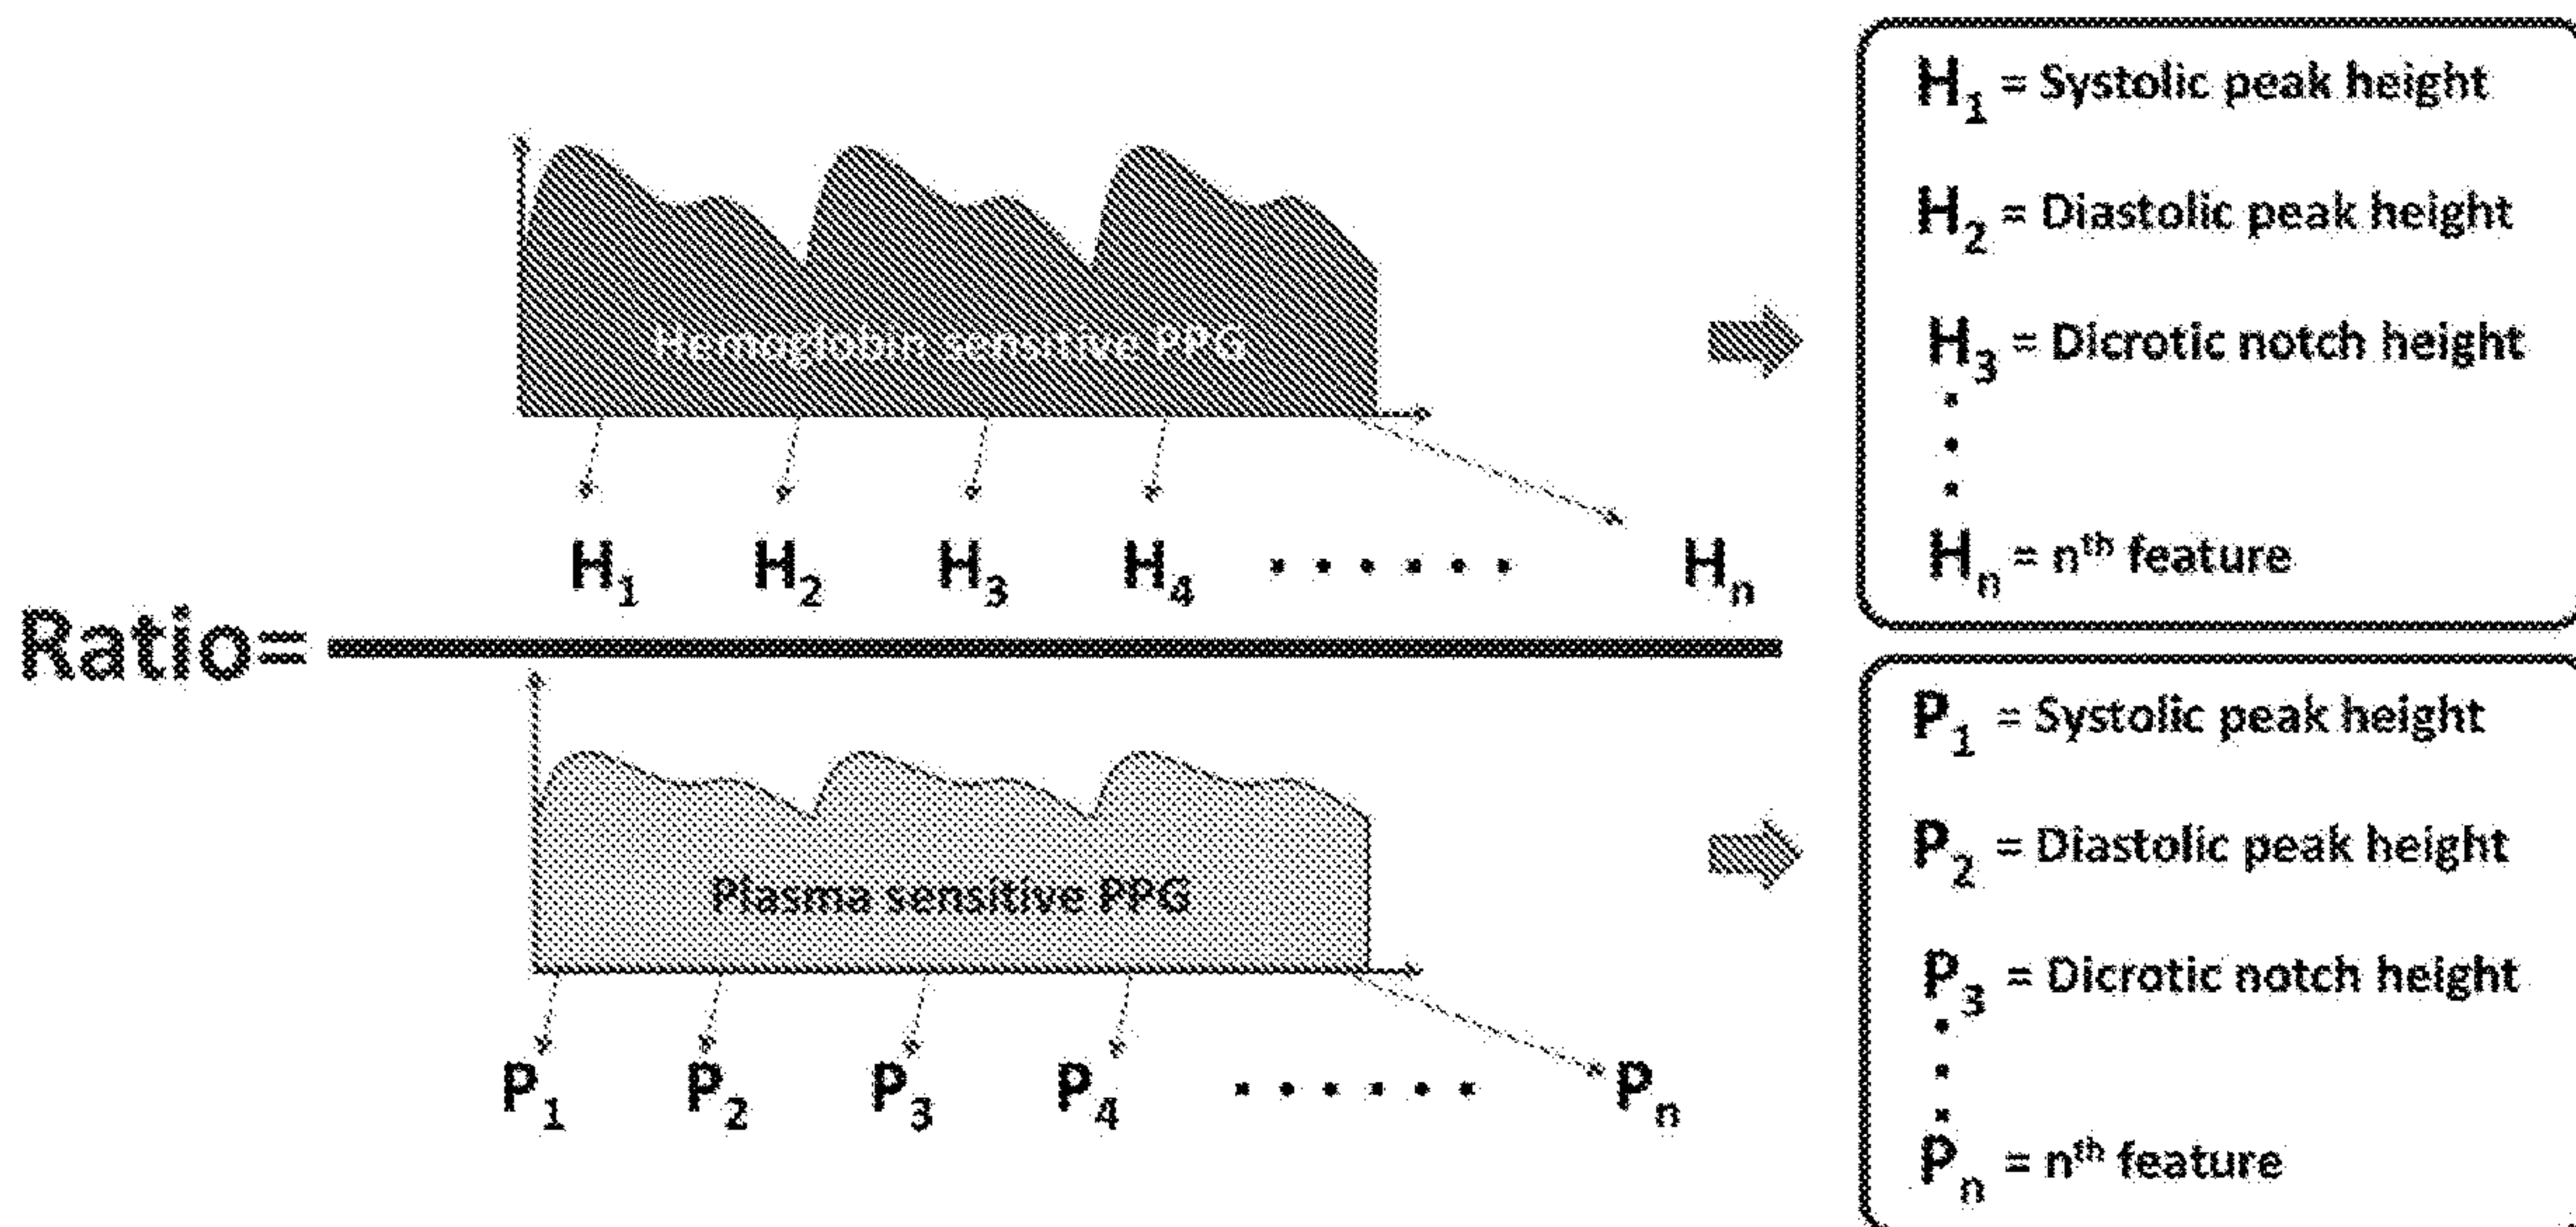 Hemoglobin sensitive PPG
H1 H2 H3 H4 ...... Hn
Ratio=
Plasma sensitive PPG
P1 P2 P3 P4 ...... Pn
H1 = Systolic peak height
H2 = Diastolic peak height
H3 = Dicrotic notch height
Hn = nth feature
P1 = Systolic peak height
P2 = Diastolic peak height
P3 = Dicrotic notch height
Pn = nth feature